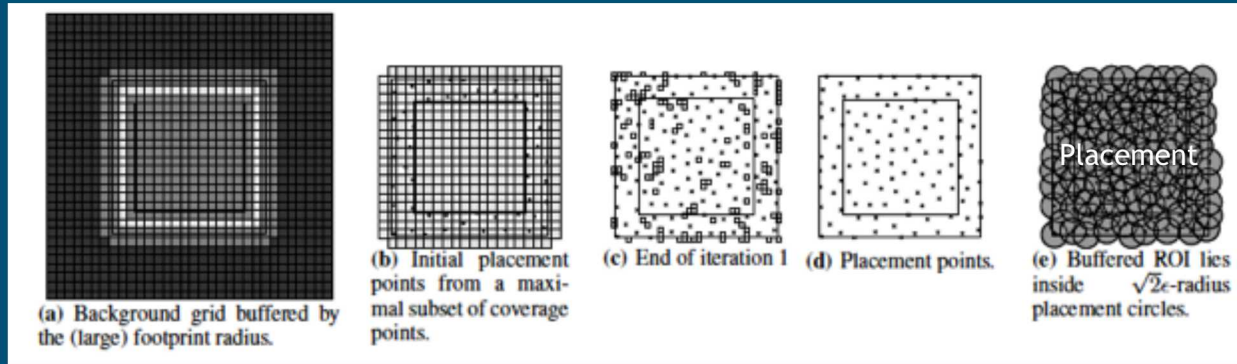 Placement
(a) Background grid buffered by
the (large) footprint radius.
(b) Initial placement
points from a maxi-
mal subset of coverage
points.
(c) End of iteration 1
(d) Placement points.
(e) Buffered ROI lies
inside √2ϵ-radius
placement circles.